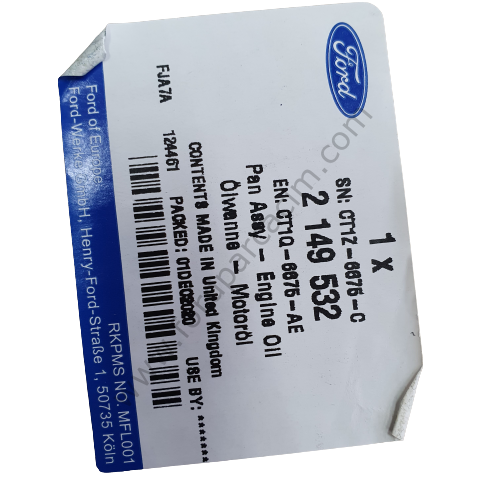 Ford
1 X
SN: CT1Z-6675-C
2 149 532
EN: CT1Q-6675-AE
Pan Assy - Engine Oil
Ölwanne - Motoröl
CONTENTS MADE IN United Kingdom
124461 PACKED: 01DEC2020 USE BY: *******
FJA7A
Ford of Europe
Ford-Werke GmbH, Henry-Ford-Straße 1, 50735 Köln
RKPMS NO. MFL001